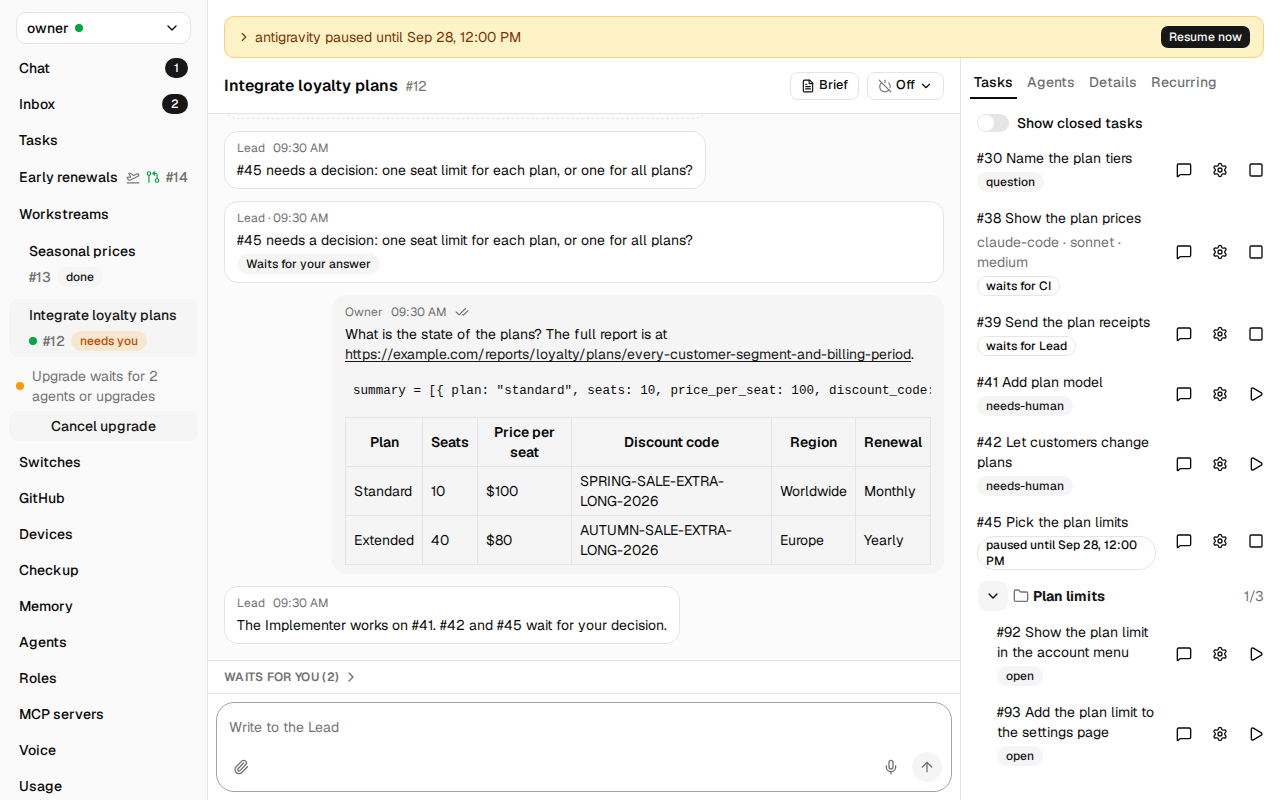 owner
Chat 1
Inbox 2
Tasks
Early renewals #14
Workstreams
Seasonal prices
#13 done
Integrate loyalty plans
#12 needs you
Upgrade waits for 2
agents or upgrades
Cancel upgrade
Switches
GitHub
Devices
Checkup
Memory
Agents
Roles
MCP servers
Voice
Usage
antigravity paused until Sep 28, 12:00 PM
Resume now
Integrate loyalty plans #12
Brief
Off
Lead 09:30 AM
#45 needs a decision: one seat limit for each plan, or one for all plans?
Lead · 09:30 AM
#45 needs a decision: one seat limit for each plan, or one for all plans?
Waits for your answer
Owner 09:30 AM
What is the state of the plans? The full report is at
https://example.com/reports/loyalty/plans/every-customer-segment-and-billing-period.
summary = [{ plan: "standard", seats: 10, price_per_seat: 100, discount_code:
Plan Seats Price per seat Discount code Region Renewal
Standard 10 $100 SPRING-SALE-EXTRA-LONG-2026 Worldwide Monthly
Extended 40 $80 AUTUMN-SALE-EXTRA-LONG-2026 Europe Yearly
Lead 09:30 AM
The Implementer works on #41. #42 and #45 wait for your decision.
WAITS FOR YOU (2)
Write to the Lead
Tasks Agents Details Recurring
Show closed tasks
#30 Name the plan tiers
question
#38 Show the plan prices
claude-code · sonnet ·
medium
waits for CI
#39 Send the plan receipts
waits for Lead
#41 Add plan model
needs-human
#42 Let customers change
plans
needs-human
#45 Pick the plan limits
paused until Sep 28, 12:00
PM
Plan limits 1/3
#92 Show the plan limit
in the account menu
open
#93 Add the plan limit to
the settings page
open